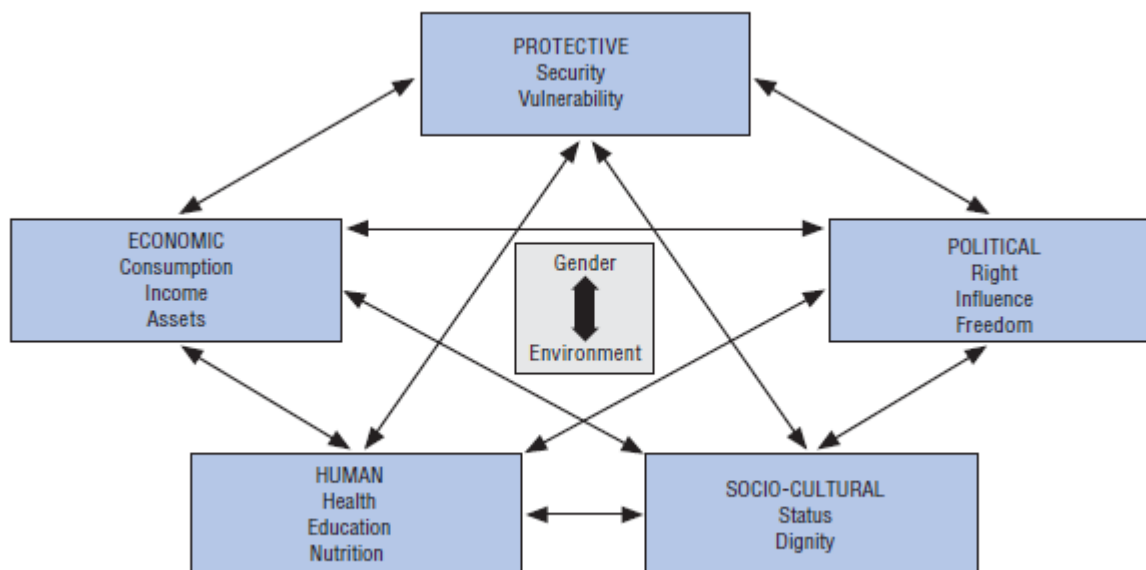 PROTECTIVE
Security
Vulnerability
ECONOMIC
Consumption
Income
Assets
Gender
Environment
POLITICAL
Right
Influence
Freedom
HUMAN
Health
Education
Nutrition
SOCIO-CULTURAL
Status
Dignity